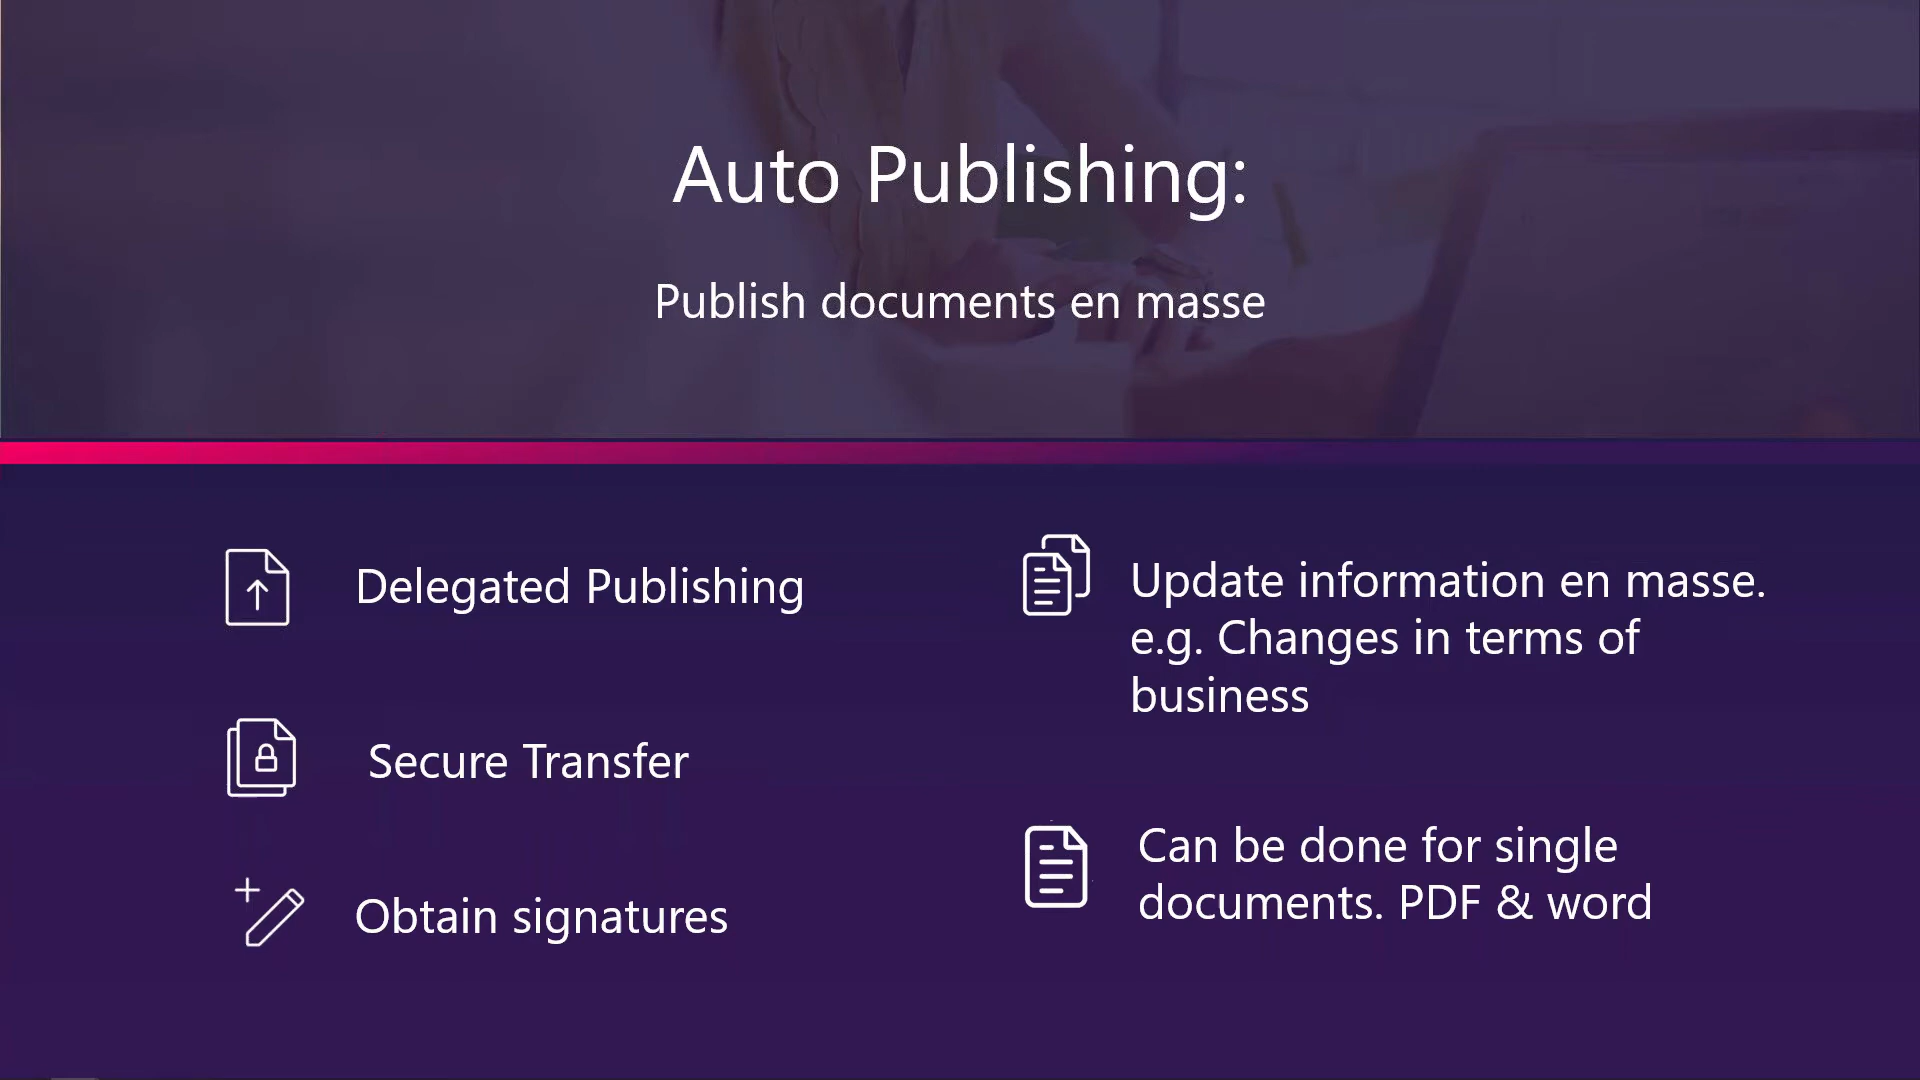 Auto Publishing:
Publish documents en masse
Delegated Publishing
Secure Transfer
Obtain signatures
Update information en masse.
e.g. Changes in terms of
business
Can be done for single
documents. PDF & word